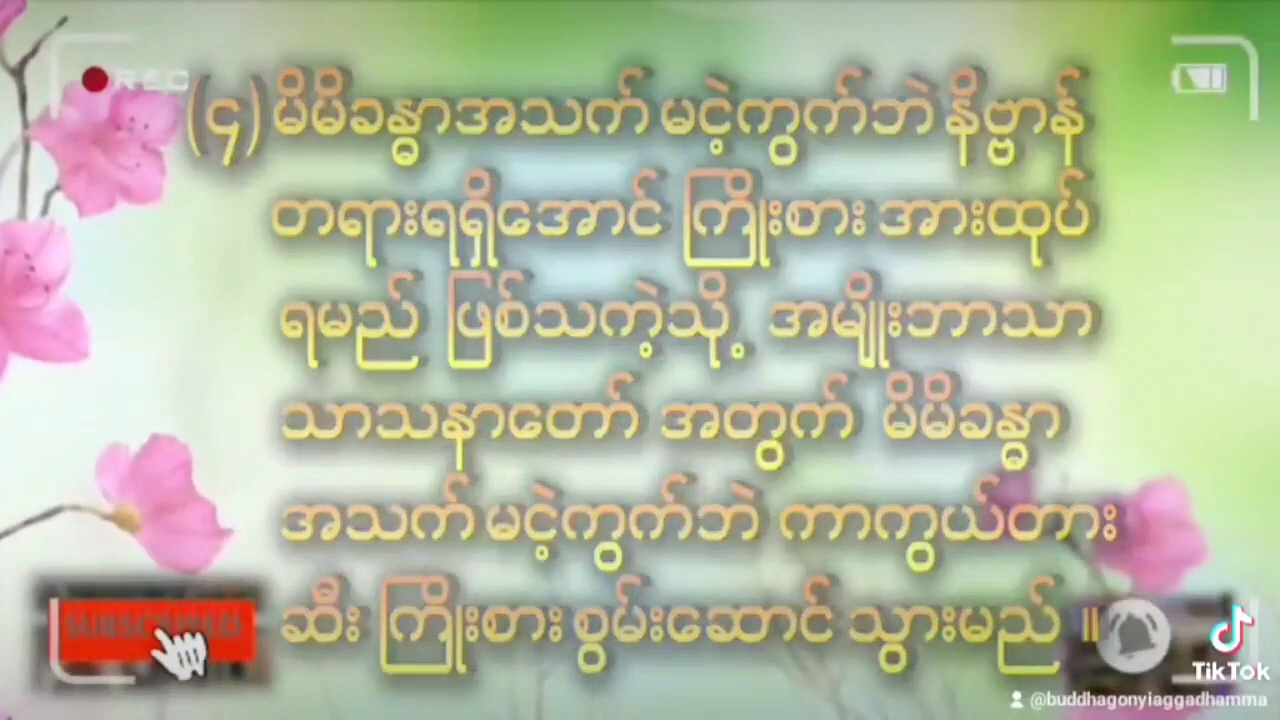 REC
(၄) မိမိခန္ဓာအသက် မငဲ့ကွက်ဘဲ နိဗ္ဗာန်
တရားရရှိအောင် ကြိုးစား အားထုပ်
ရမည် ဖြစ်သကဲ့သို့ အမျိုးဘာသာ
သာသနာတော် အတွက် မိမိခန္ဓာ
အသက် မငဲ့ကွက်ဘဲ ကာကွယ်တား
ဆီး ကြိုးစား စွမ်းဆောင် သွားမည် ။
SUBSCRIBED
TikTok
@buddhagonyiaggadhamma